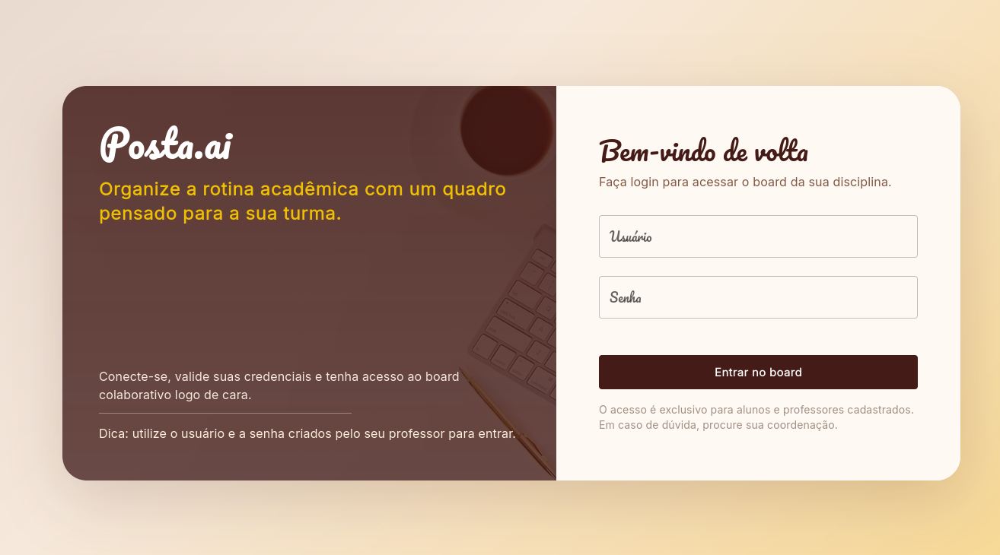 Posta.ai
Organize a rotina acadêmica com um quadro
pensado para a sua turma.
Conecte-se, valide suas credenciais e tenha acesso ao board
colaborativo logo de cara.
Dica: utilize o usuário e a senha criados pelo seu professor para entrar.
Bem-vindo de volta
Faça login para acessar o board da sua disciplina.
Usuário
Senha
Entrar no board
O acesso é exclusivo para alunos e professores cadastrados.
Em caso de dúvida, procure sua coordenação.